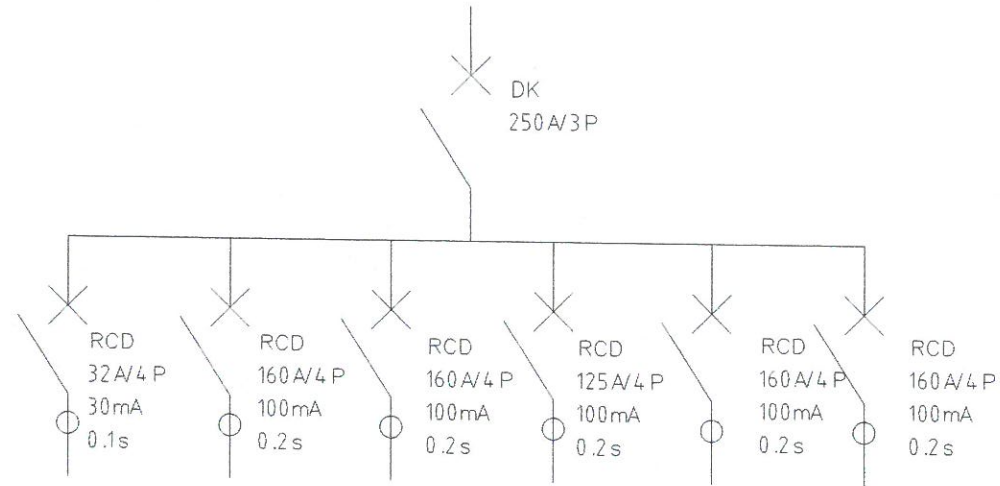 DK
250A/3P
RCD
32A/4P
30mA
0.1s
RCD
160A/4P
100mA
0.2s
RCD
160A/4P
100mA
0.2s
RCD
125A/4P
100mA
0.2s
RCD
160A/4P
100mA
0.2s
RCD
160A/4P
100mA
0.2s